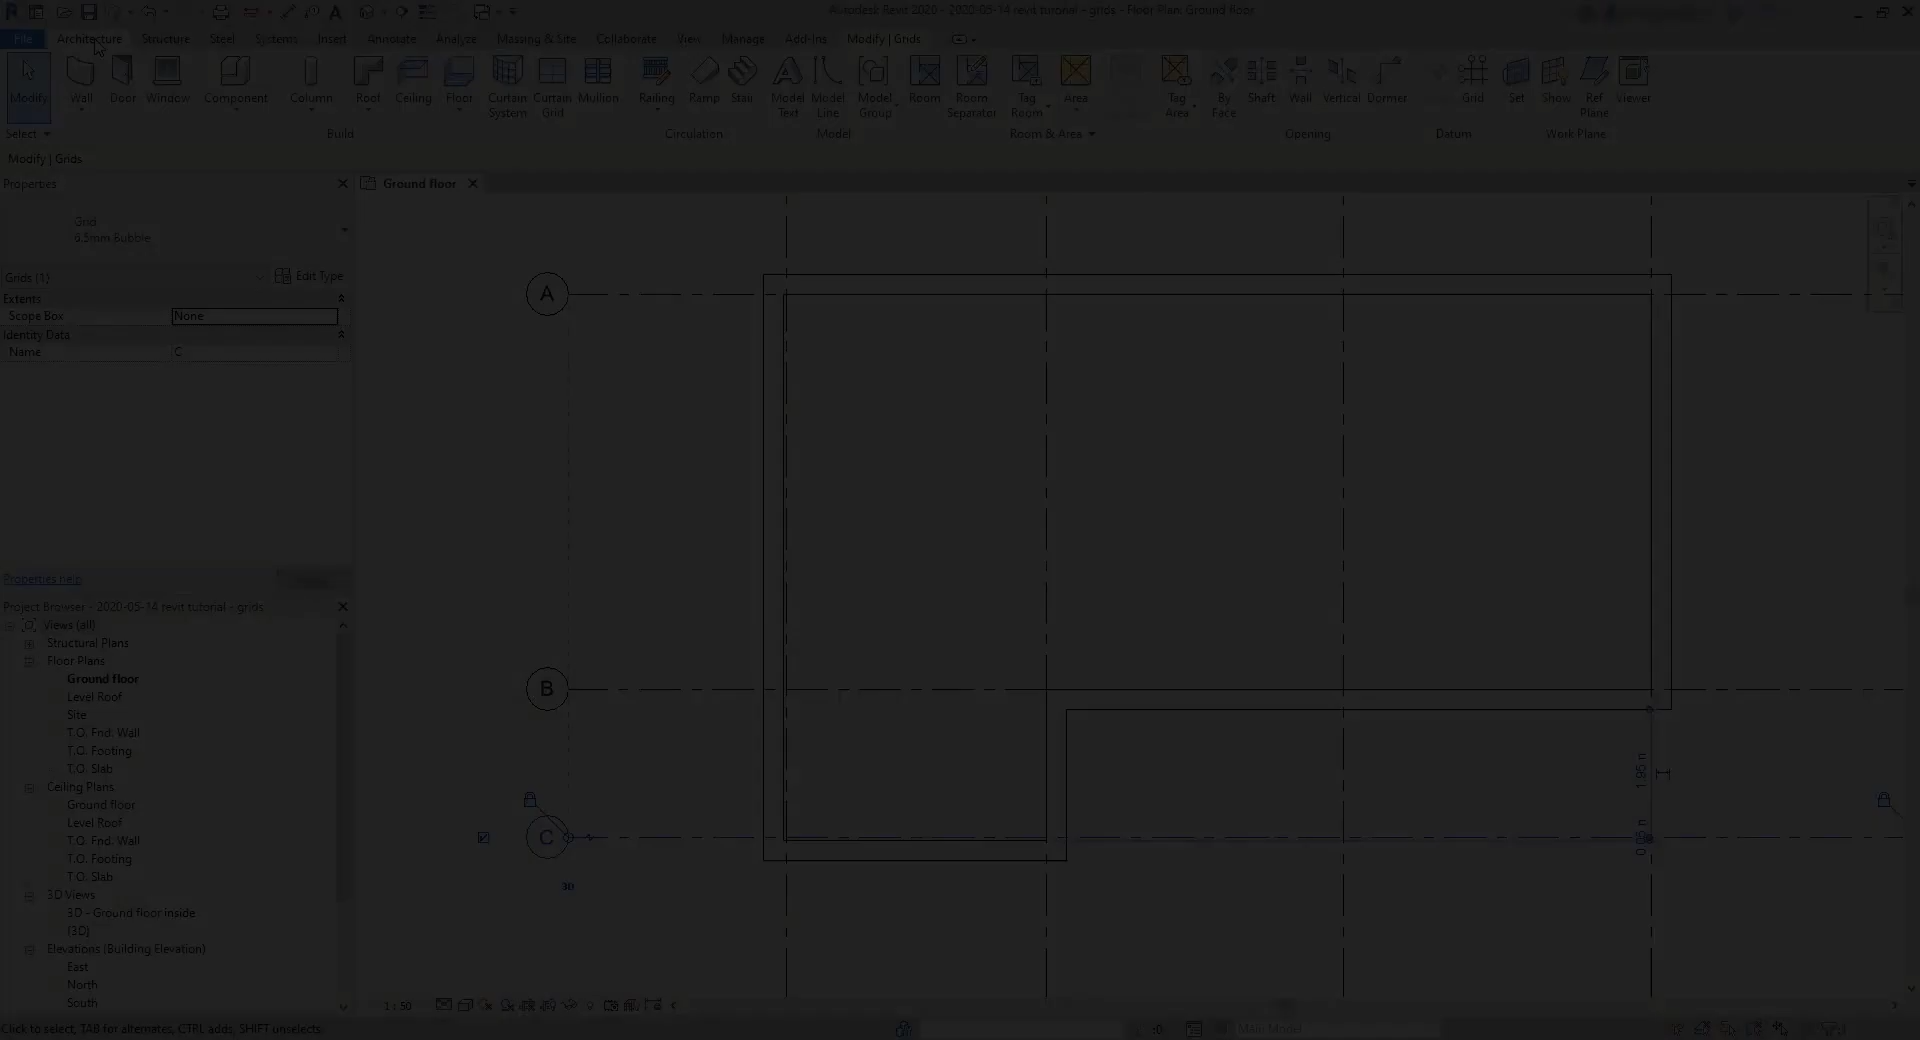 Autodesk Revit 2020 - 2020-05-14 revit tutorial - grids - Floor Plan: Ground floor
File Architecture Structure Steel Systems Insert Annotate Analyze Massing & Site Collaborate View Manage Add-Ins Modify | Grids
Modify Wall Door Window Component Column Roof Ceiling Floor Curtain System Curtain Grid Mullion Railing Ramp Stair Model Text Model Line Model Group Room Room Separator Tag Room Area Tag Area By Face Shaft Wall Vertical Dormer Grid Set Show Ref Plane Viewer
Select Build Circulation Model Room & Area Opening Datum Work Plane
Modify | Grids
Properties
Ground floor
Grid
6.5mm Bubble
Grids (1) Edit Type
Extents
Scope Box None
Identity Data
Name C
Properties help
Project Browser - 2020-05-14 revit tutorial - grids
Views (all)
Structural Plans
Floor Plans
Ground floor
Level Roof
Site
T.O. Fnd. Wall
T.O. Footing
T.O. Slab
Ceiling Plans
Ground floor
Level Roof
T.O. Fnd. Wall
T.O. Footing
T.O. Slab
3D Views
3D - Ground floor inside
{3D}
Elevations (Building Elevation)
East
North
South
A
B
C
3D
1 : 50
Click to select, TAB for alternates, CTRL adds, SHIFT unselects.
:0
Main Model